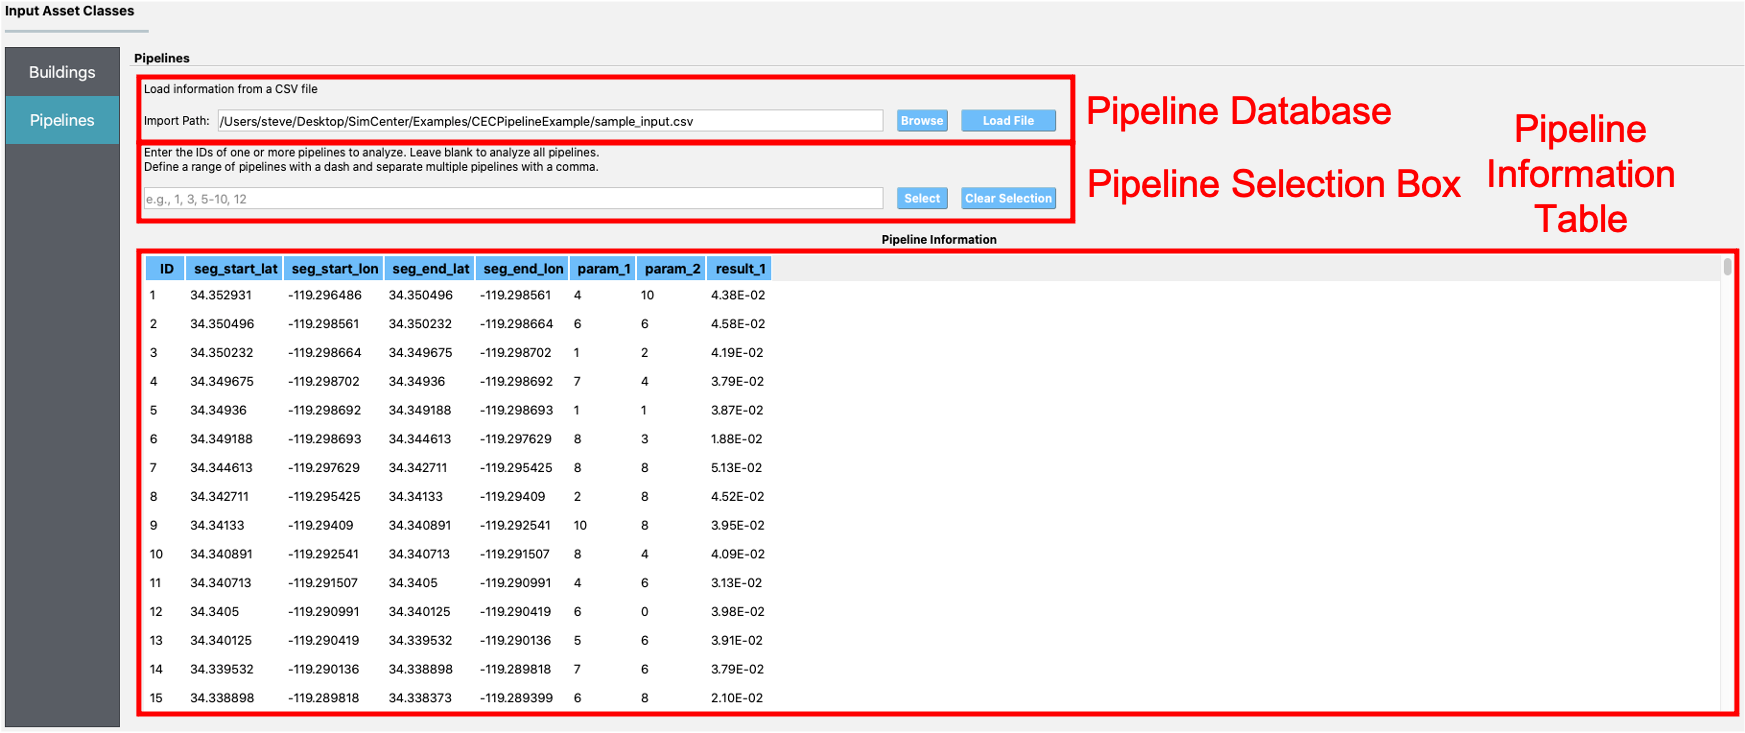 Input Asset Classes
Buildings
Pipelines
Pipelines
Load information from a CSV file
Import Path: /Users/steve/Desktop/SimCenter/Examples/CECPipelineExample/sample_input.csv Browse Load File
Pipeline Database
Enter the IDs of one or more pipelines to analyze. Leave blank to analyze all pipelines.
Define a range of pipelines with a dash and separate multiple pipelines with a comma.
e.g., 1, 3, 5-10, 12 Select Clear Selection
Pipeline Selection Box
Pipeline
Information
Table
Pipeline Information
ID seg_start_lat seg_start_lon seg_end_lat seg_end_lon param_1 param_2 result_1
1 34.352931 -119.296486 34.350496 -119.298561 4 10 4.38E-02
2 34.350496 -119.298561 34.350232 -119.298664 6 6 4.58E-02
3 34.350232 -119.298664 34.349675 -119.298702 1 2 4.19E-02
4 34.349675 -119.298702 34.34936 -119.298692 7 4 3.79E-02
5 34.34936 -119.298692 34.349188 -119.298693 1 1 3.87E-02
6 34.349188 -119.298693 34.344613 -119.297629 8 3 1.88E-02
7 34.344613 -119.297629 34.342711 -119.295425 8 8 5.13E-02
8 34.342711 -119.295425 34.34133 -119.29409 2 8 4.52E-02
9 34.34133 -119.29409 34.340891 -119.292541 10 8 3.95E-02
10 34.340891 -119.292541 34.340713 -119.291507 8 4 4.09E-02
11 34.340713 -119.291507 34.3405 -119.290991 4 6 3.13E-02
12 34.3405 -119.290991 34.340125 -119.290419 6 0 3.98E-02
13 34.340125 -119.290419 34.339532 -119.290136 5 6 3.91E-02
14 34.339532 -119.290136 34.338898 -119.289818 7 6 3.79E-02
15 34.338898 -119.289818 34.338373 -119.289399 6 8 2.10E-02